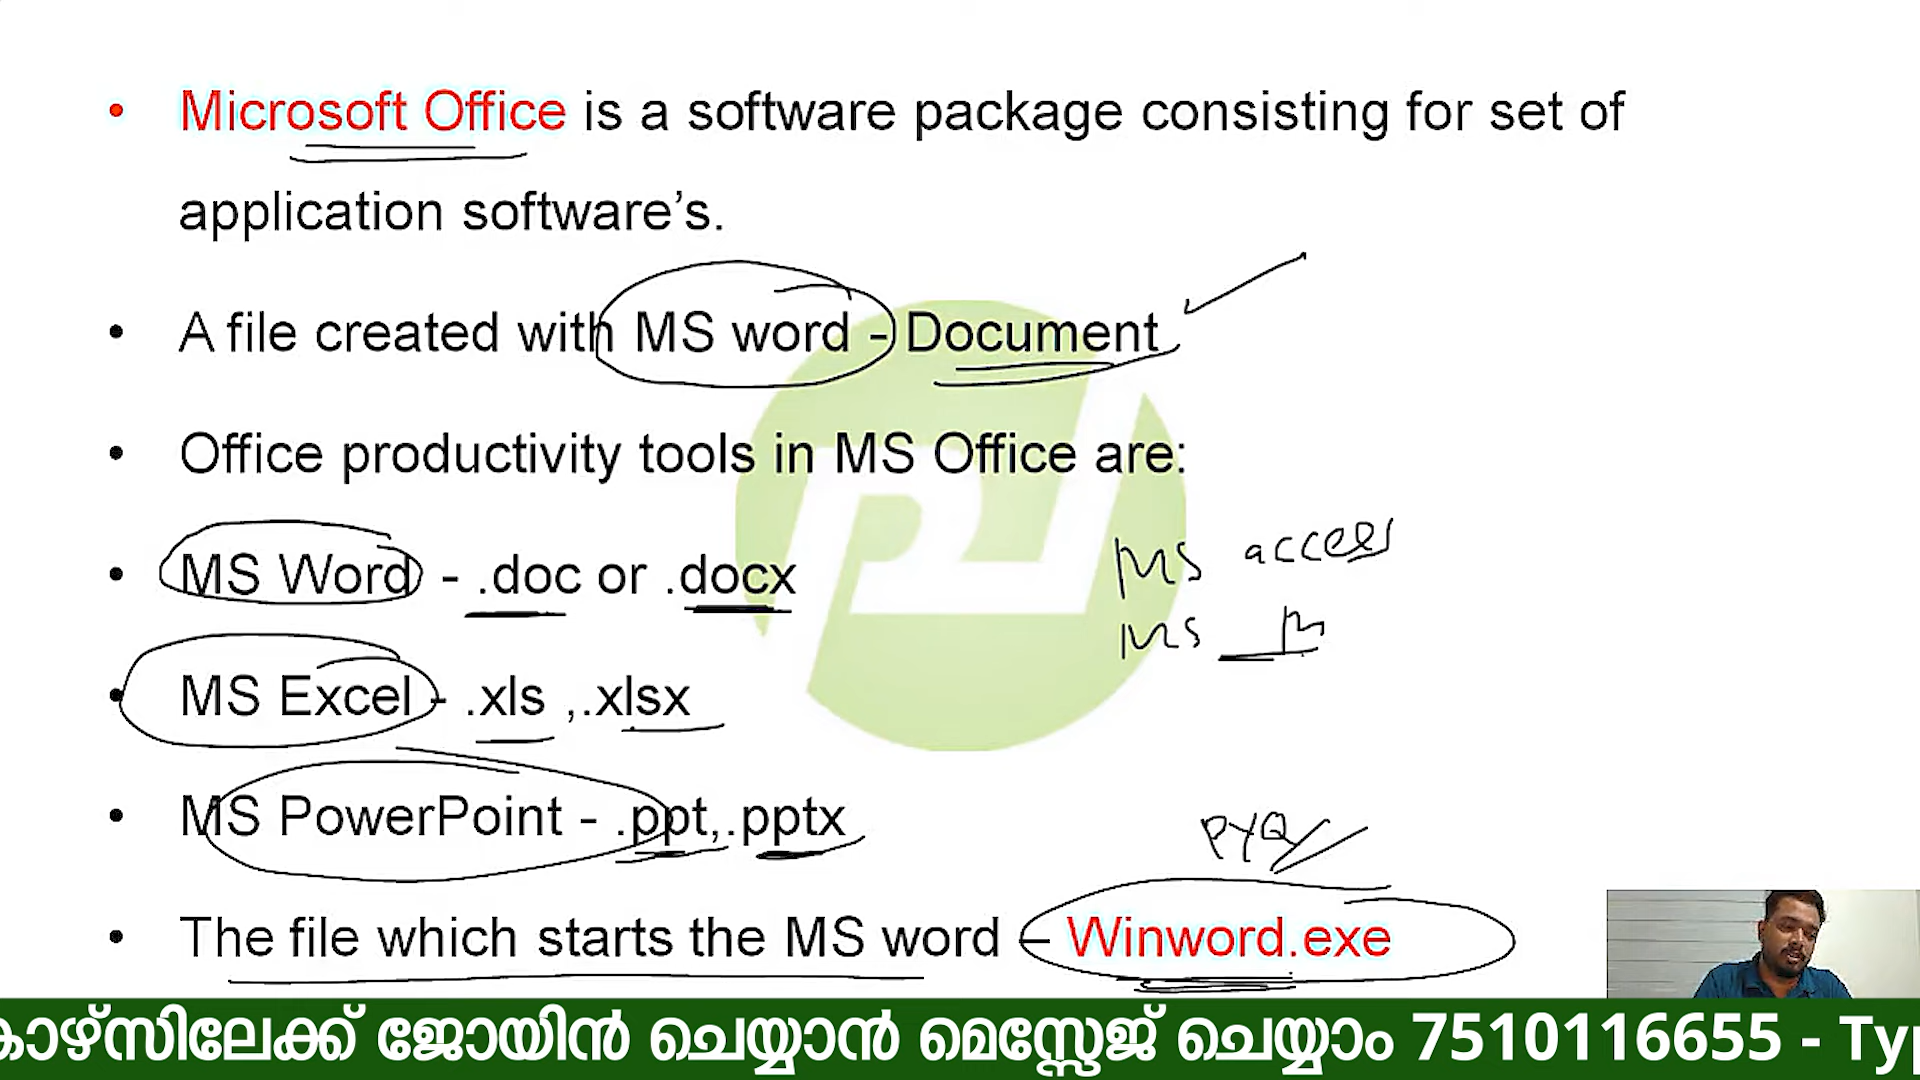 • Microsoft Office is a software package consisting for set of
application software’s.
• A file created with MS word - Document
• Office productivity tools in MS Office are:
• MS Word - .doc or .docx
MS access
MS
• MS Excel - .xls ,.xlsx
• MS PowerPoint - .ppt,.pptx
PYQ
• The file which starts the MS word – Winword.exe
കാഴ്സിലേക്ക് ജോയിൻ ചെയ്യാൻ മെസ്സേജ് ചെയ്യാം 7510116655 - Typ